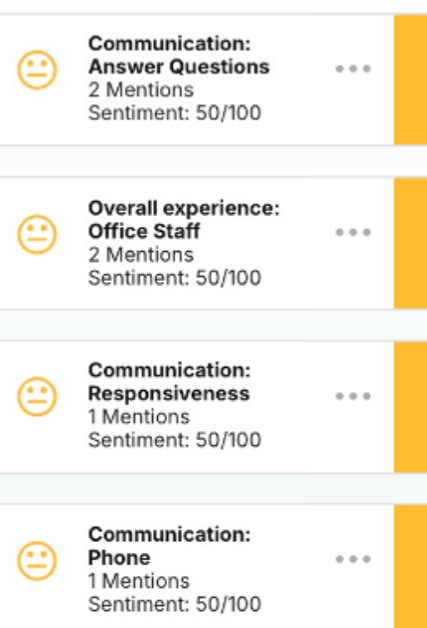 Communication:
Answer Questions
2 Mentions
Sentiment: 50/100
Overall experience:
Office Staff
2 Mentions
Sentiment: 50/100
Communication:
Responsiveness
1 Mentions
Sentiment: 50/100
Communication:
Phone
1 Mentions
Sentiment: 50/100